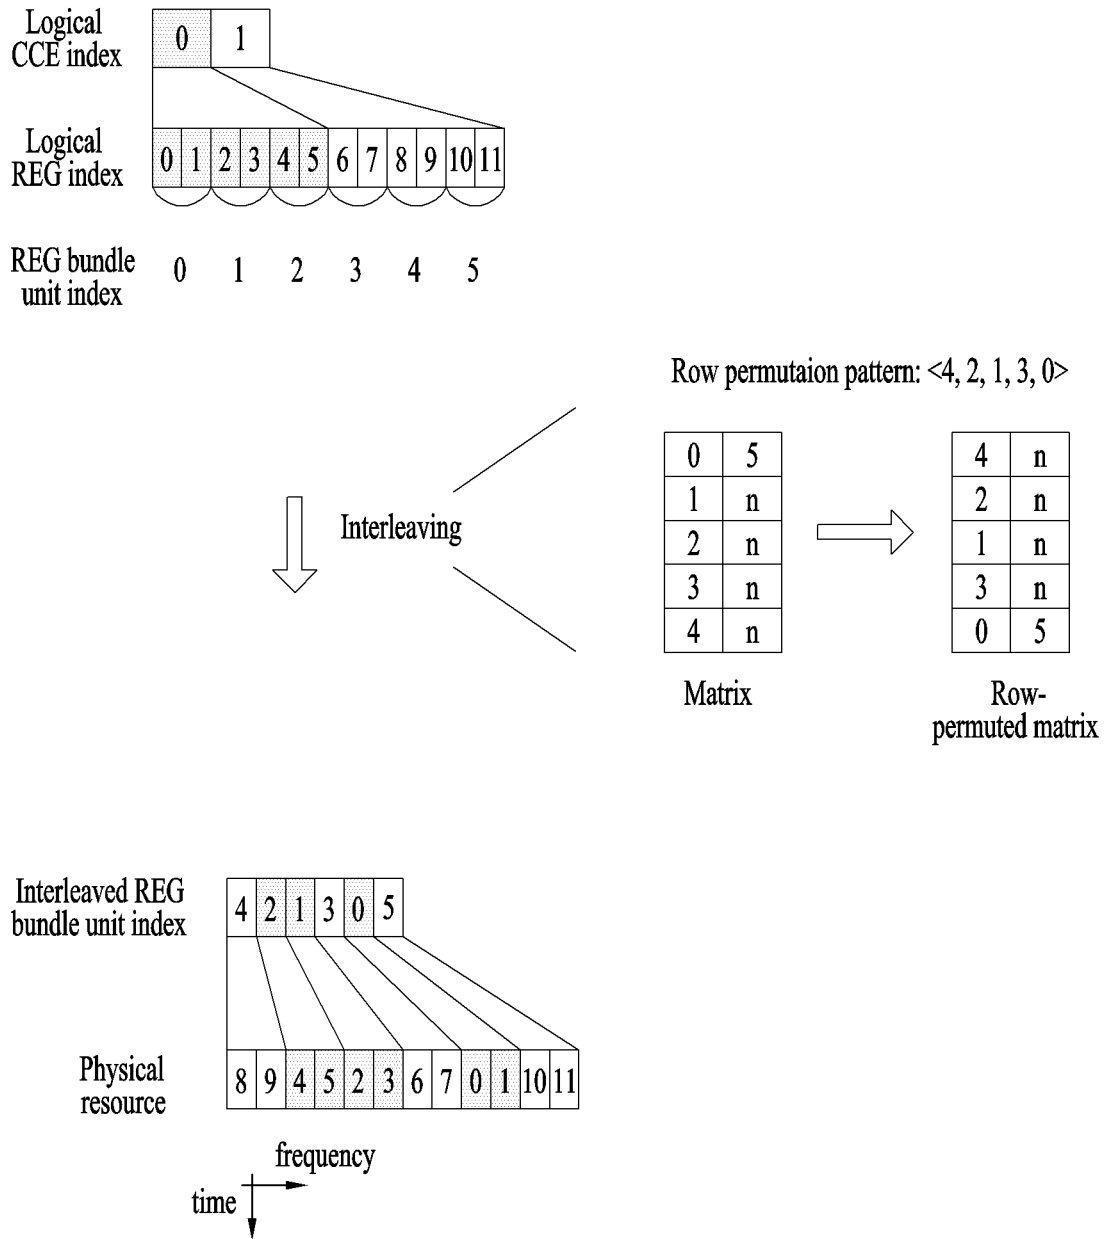 Logical
CCE index
0 1
Logical
REG index
0 1 2 3 4 5 6 7 8 9 10 11
REG bundle
unit index
0 1 2 3 4 5
Row permutaion pattern: <4, 2, 1, 3, 0>
Interleaving
0 5
1 n
2 n
3 n
4 n
Matrix
4 n
2 n
1 n
3 n
0 5
Row-
permuted matrix
Interleaved REG
bundle unit index
4 2 1 3 0 5
Physical
resource
8 9 4 5 2 3 6 7 0 1 10 11
frequency
time